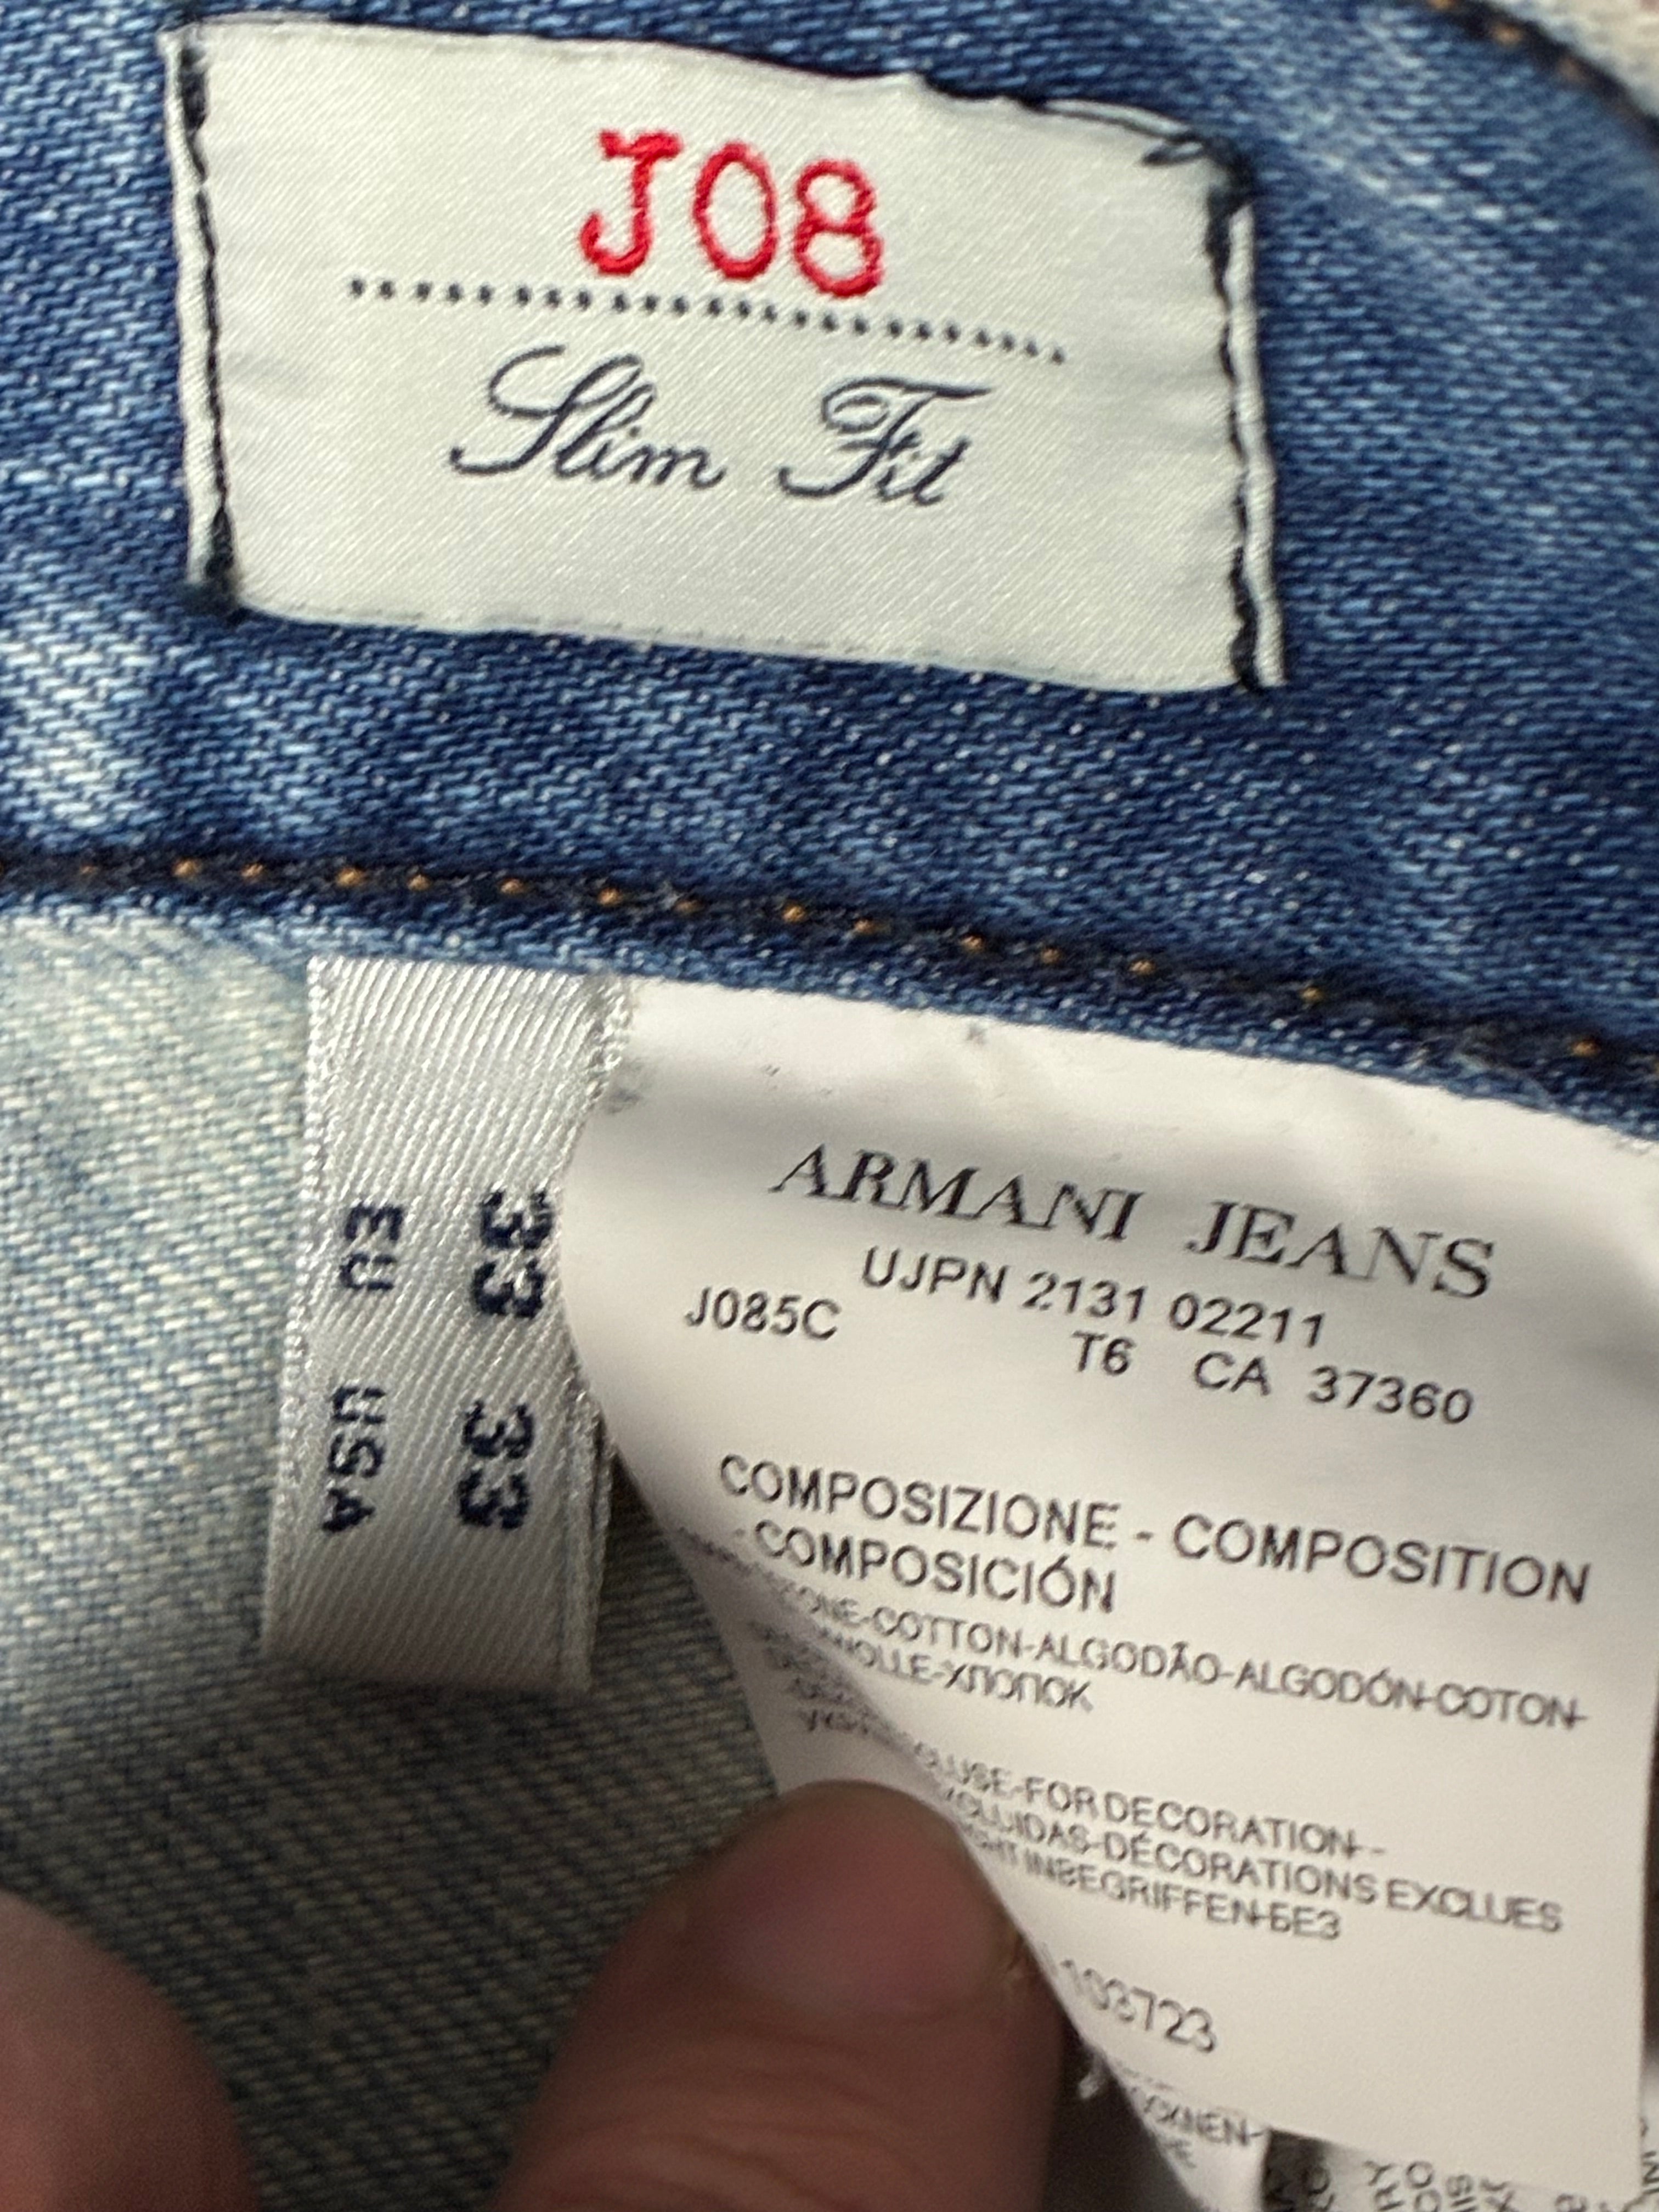 J08
Slim Fit
33 33
EU USA
ARMANI JEANS
UJPN 2131 02211
J085C T6 CA 37360
COMPOSIZIONE - COMPOSITION
- COMPOSICIÓN
COTTON-ALGODÃO-ALGODÓN-COTON-
ХЛОПОК
FOR DECORATION-
DÉCORATIONS EXCLUES
INBEGRIFFEN-БЕЗ
103723